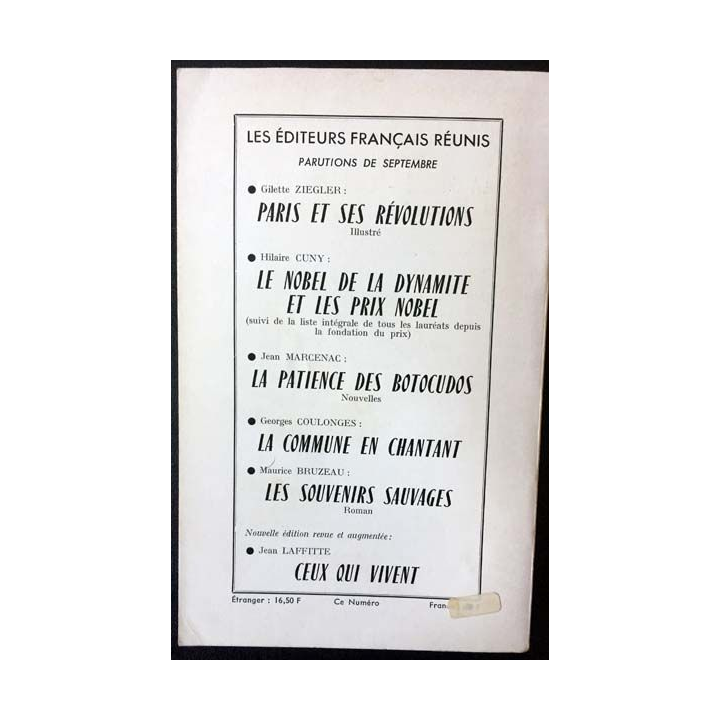 LES ÉDITEURS FRANÇAIS RÉUNIS
PARUTIONS DE SEPTEMBRE
● Gilette ZIEGLER :
PARIS ET SES RÉVOLUTIONS
Illustré
● Hilaire CUNY :
LE NOBEL DE LA DYNAMITE
ET LES PRIX NOBEL
(suivi de la liste intégrale de tous les lauréats depuis
la fondation du prix)
● Jean MARCENAC :
LA PATIENCE DES BOTOCUDOS
Nouvelles
● Georges COULONGES :
LA COMMUNE EN CHANTANT
● Maurice BRUZEAU :
LES SOUVENIRS SAUVAGES
Roman
Nouvelle édition revue et augmentée :
● Jean LAFFITTE
CEUX QUI VIVENT
Étranger : 16,50 F Ce Numéro Fran